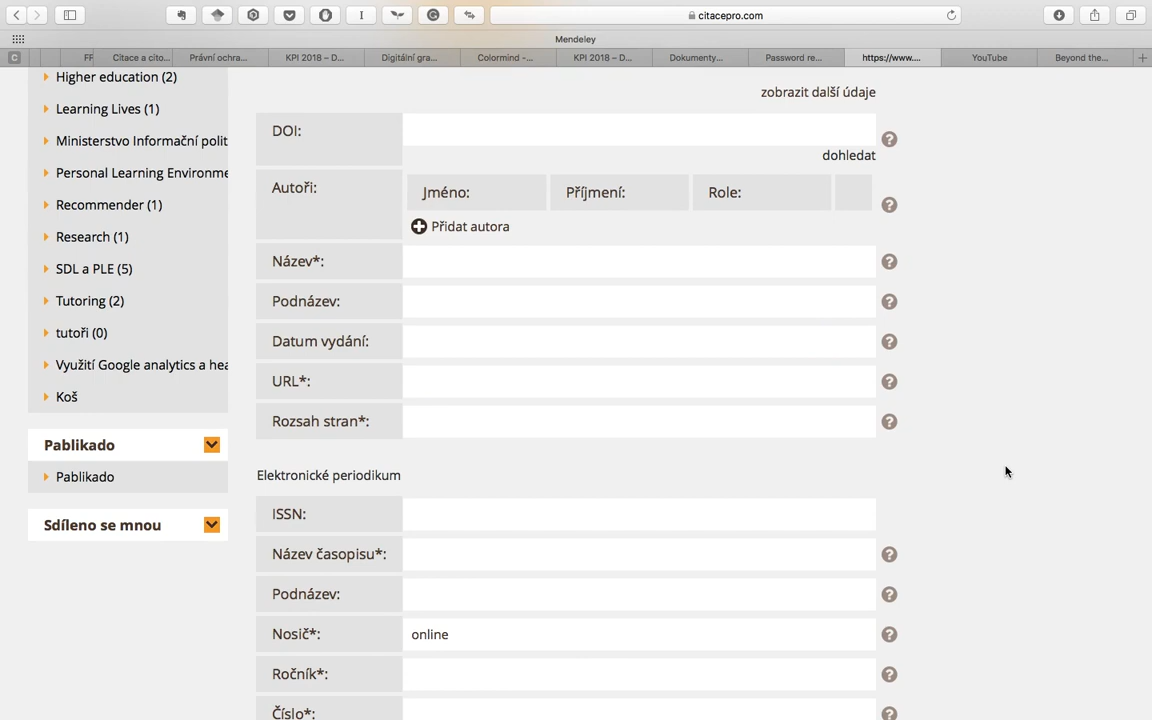 citacepro.com
Mendeley
FF
Citace a cito...
Právní ochra...
KPI 2018 – D...
Digitální gra...
Colormind -...
KPI 2018 – D...
Dokumenty...
Password re...
https://www....
YouTube
Beyond the...
Higher education (2)
Learning Lives (1)
Ministerstvo Informační polit
Personal Learning Environme
Recommender (1)
Research (1)
SDL a PLE (5)
Tutoring (2)
tutoři (0)
Využití Google analytics a hea
Koš
Pablikado
Pablikado
Sdíleno se mnou
zobrazit další údaje
DOI:
dohledat
Autoři:
Jméno:
Příjmení:
Role:
Přidat autora
Název*:
Podnázev:
Datum vydání:
URL*:
Rozsah stran*:
Elektronické periodikum
ISSN:
Název časopisu*:
Podnázev:
Nosič*:
online
Ročník*:
Číslo*: